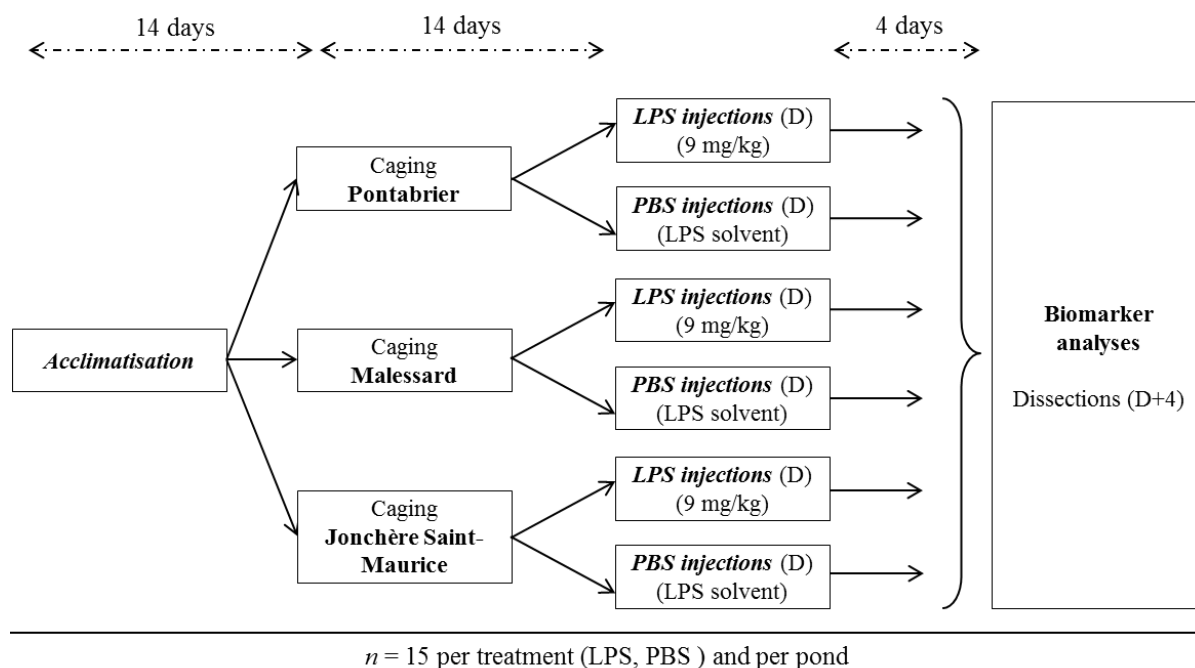 14 days
14 days
4 days
LPS injections (D)
(9 mg/kg)
Caging
Pontabrier
PBS injections (D)
(LPS solvent)
LPS injections (D)
(9 mg/kg)
Acclimatisation
Caging
Malessard
PBS injections (D)
(LPS solvent)
Biomarker
analyses
Dissections (D+4)
LPS injections (D)
(9 mg/kg)
Caging
Jonchère Saint-
Maurice
PBS injections (D)
(LPS solvent)
n = 15 per treatment (LPS, PBS ) and per pond